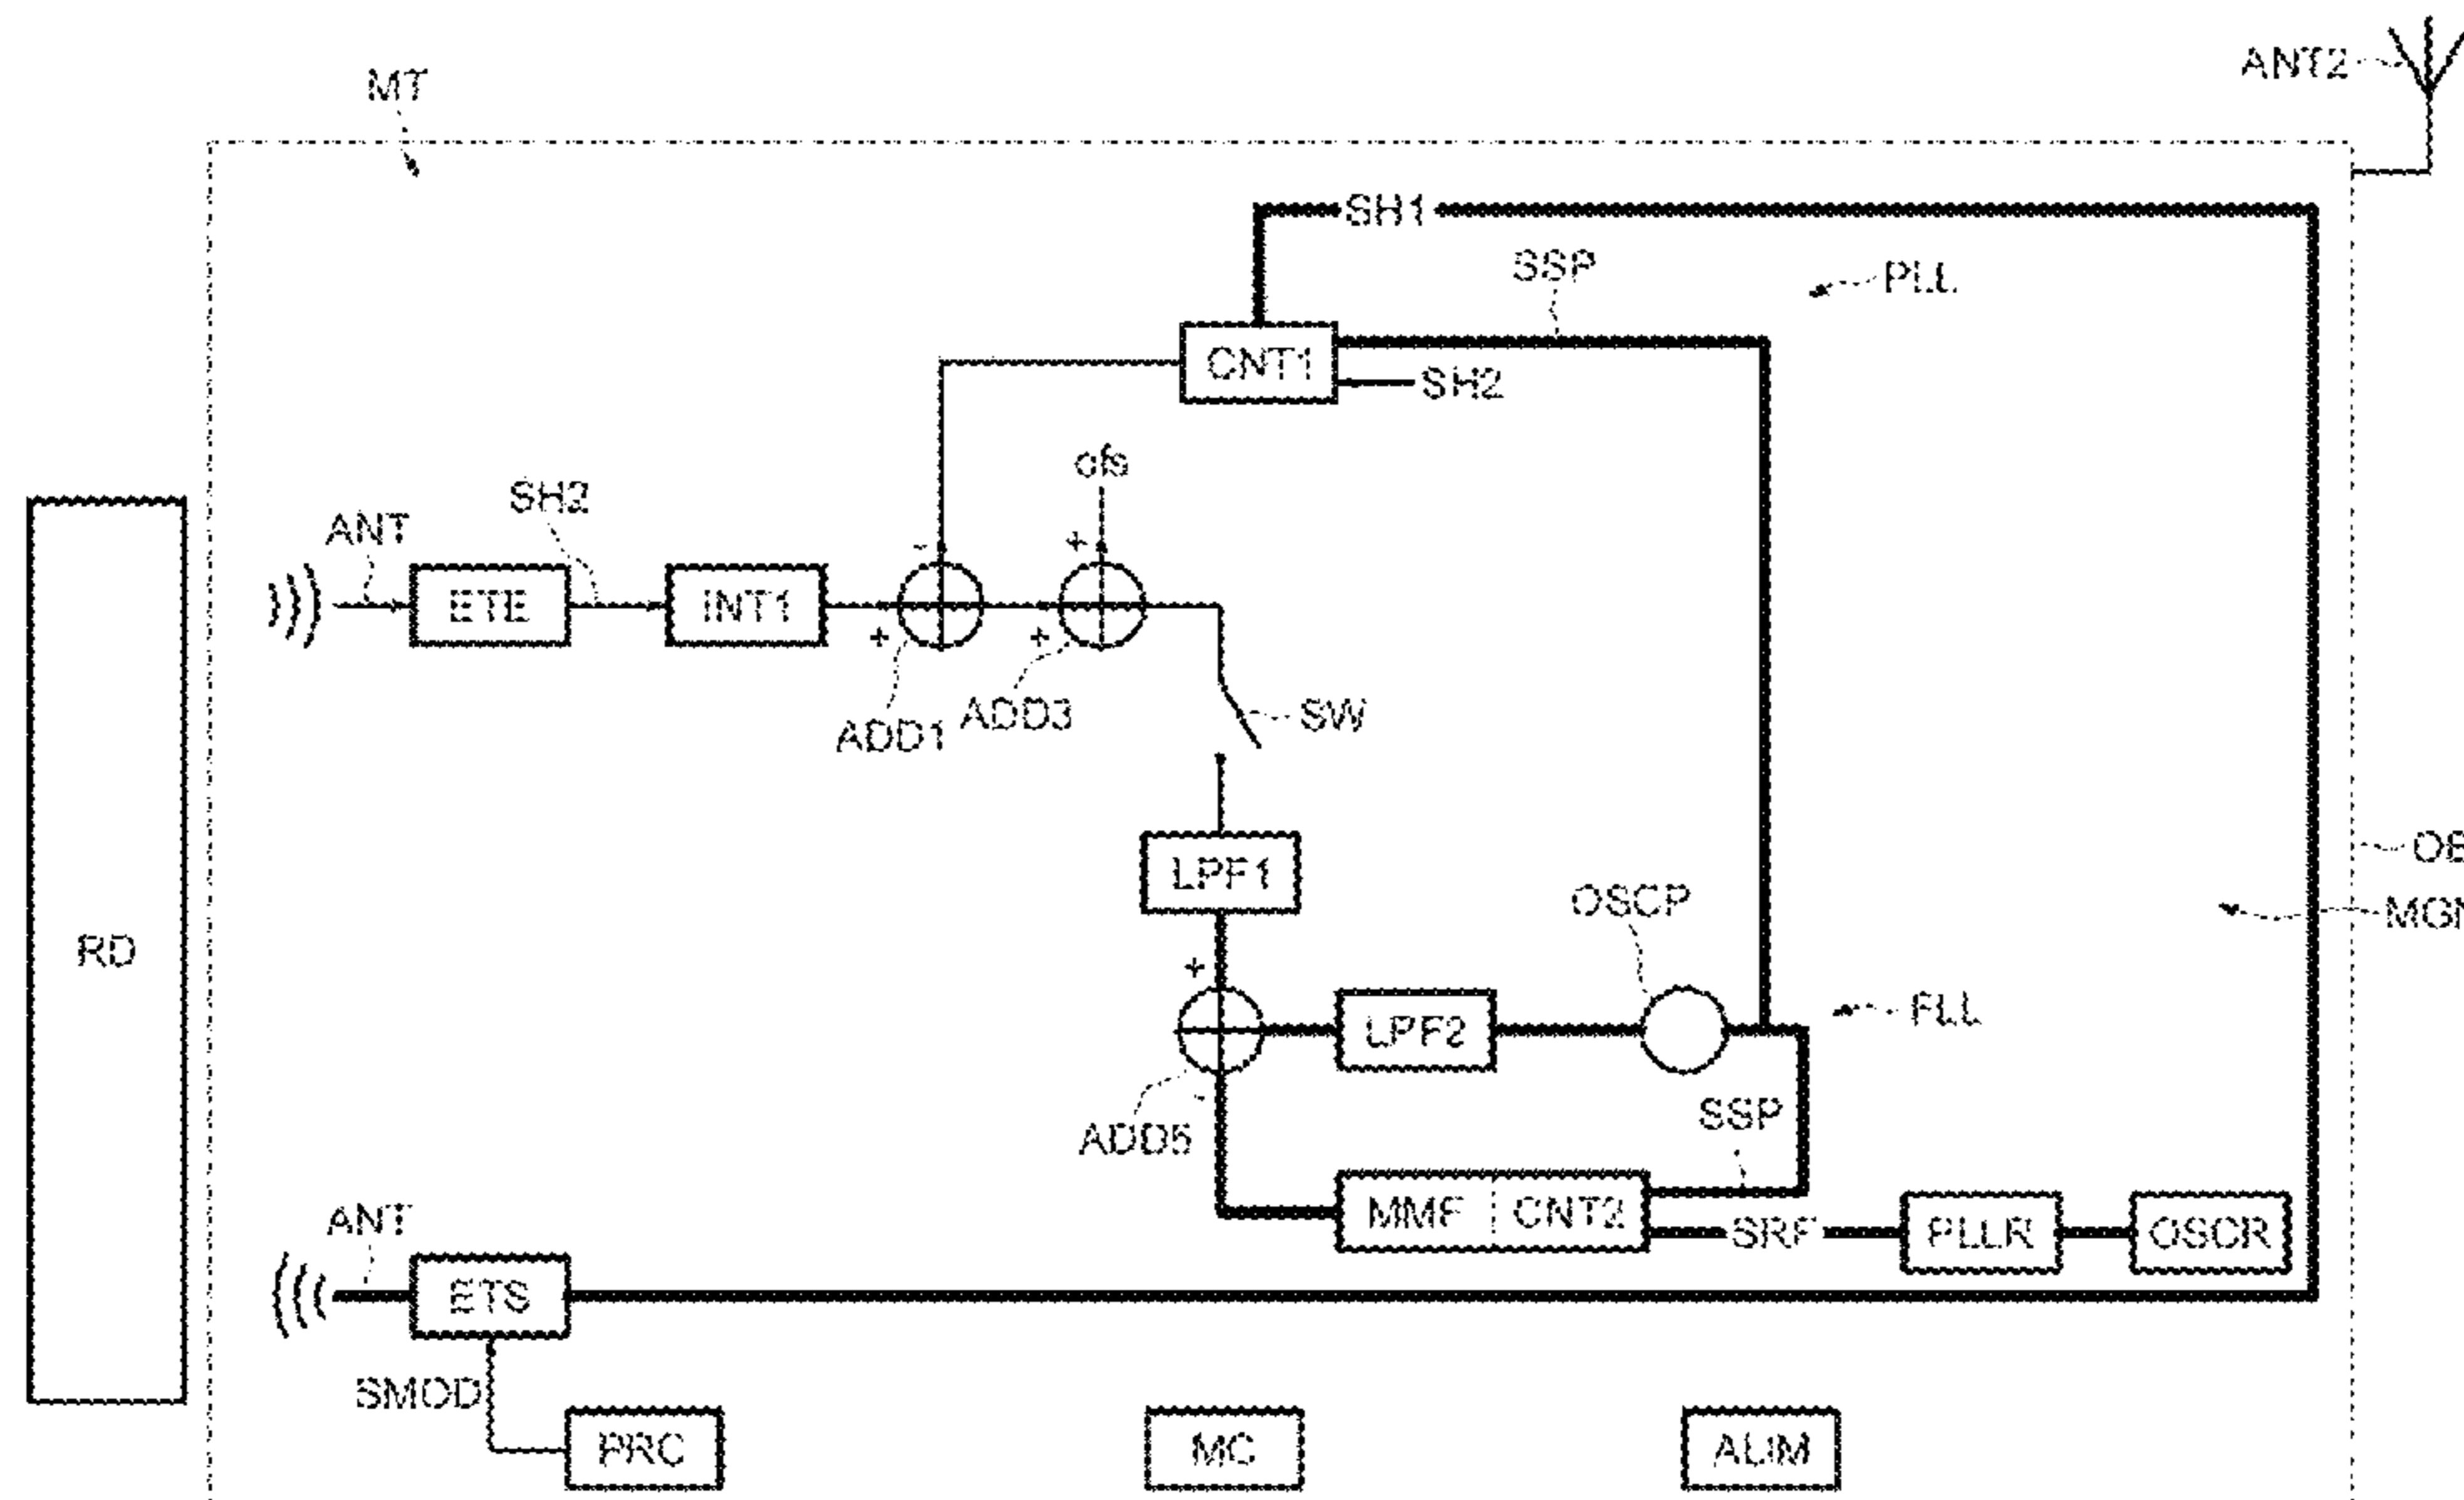 ANT2
MT
SH1
SSP
PLL
CNT1
SH2
ofs
SH2
ANT
+
-
ETE
INT1
+
+
ADD1
ADD3
SW
LPF1
OSCP
MGN
RD
+
LPF2
FLL
SSP
ADD5
-
ANT
MMF
CNT2
SRF
PLLR
OSCR
ETS
SMOD
PRC
MC
ALIM